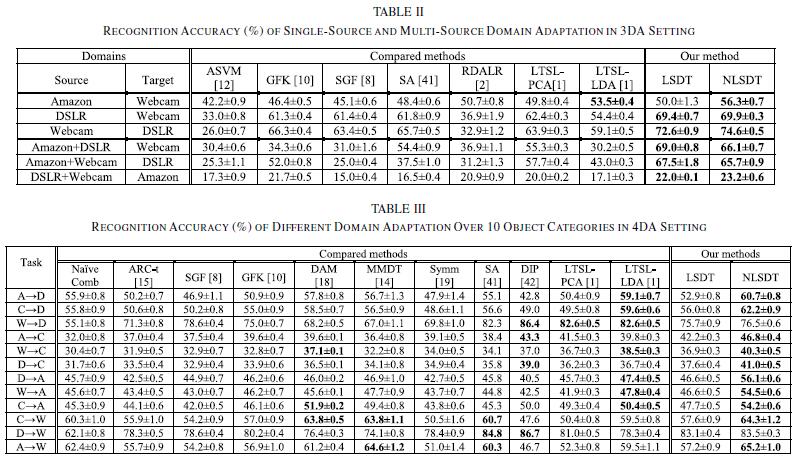 TABLE II
RECOGNITION ACCURACY (%) OF SINGLE-SOURCE AND MULTI-SOURCE DOMAIN ADAPTATION IN 3DA SETTING
Domains Compared methods Our method
Source Target ASVM [12] GFK [10] SGF [8] SA [41] RDALR [2] LTSL-PCA[1] LTSL-LDA [1] LSDT NLSDT
Amazon Webcam 42.2±0.9 46.4±0.5 45.1±0.6 48.4±0.6 50.7±0.8 49.8±0.4 53.5±0.4 50.0±1.3 56.3±0.7
DSLR Webcam 33.0±0.8 61.3±0.4 61.4±0.4 61.8±0.9 36.9±1.9 62.4±0.3 54.4±0.4 69.4±0.7 69.9±0.3
Webcam DSLR 26.0±0.7 66.3±0.4 63.4±0.5 65.7±0.5 32.9±1.2 63.9±0.3 59.1±0.5 72.6±0.9 74.6±0.5
Amazon+DSLR Webcam 30.4±0.6 34.3±0.6 31.0±1.6 54.4±0.9 36.9±1.1 55.3±0.3 30.2±0.5 69.0±0.8 66.1±0.7
Amazon+Webcam DSLR 25.3±1.1 52.0±0.8 25.0±0.4 37.5±1.0 31.2±1.3 57.7±0.4 43.0±0.3 67.5±1.8 65.7±0.9
DSLR+Webcam Amazon 17.3±0.9 21.7±0.5 15.0±0.4 16.5±0.4 20.9±0.9 20.0±0.2 17.1±0.3 22.0±0.1 23.2±0.6
TABLE III
RECOGNITION ACCURACY (%) OF DIFFERENT DOMAIN ADAPTATION OVER 10 OBJECT CATEGORIES IN 4DA SETTING
Task Compared methods Our methods
Naïve Comb ARC-t [15] SGF [8] GFK [10] DAM [18] MMDT [14] Symm [19] SA [41] DIP [42] LTSL-PCA [1] LTSL-LDA [1] LSDT NLSDT
A→D 55.9±0.8 50.2±0.7 46.9±1.1 50.9±0.9 57.8±0.8 56.7±1.3 47.9±1.4 55.1 42.8 50.4±0.9 59.1±0.7 52.9±0.8 60.7±0.8
C→D 55.8±0.9 50.6±0.8 50.2±0.8 55.0±0.9 58.5±0.7 56.5±0.9 48.6±1.1 56.6 49.0 49.5±0.8 59.6±0.6 56.0±0.8 62.2±0.9
W→D 55.1±0.8 71.3±0.8 78.6±0.4 75.0±0.7 68.2±0.5 67.0±1.1 69.8±1.0 82.3 86.4 82.6±0.5 82.6±0.5 75.7±0.8 76.5±0.6
A→C 32.0±0.8 37.0±0.4 37.5±0.4 39.6±0.4 39.6±0.1 36.4±0.8 39.1±0.5 38.4 43.3 41.5±0.3 39.8±0.3 42.2±0.3 46.8±0.4
W→C 30.4±0.7 31.9±0.5 32.9±0.7 32.8±0.7 37.1±0.1 32.2±0.8 34.0±0.5 34.1 37.0 36.7±0.3 38.5±0.3 36.9±0.3 40.3±0.5
D→C 31.7±0.6 33.5±0.4 32.9±0.4 33.9±0.6 36.5±0.1 34.1±0.8 34.9±0.4 35.8 39.0 36.2±0.3 36.7±0.4 37.6±0.4 41.0±0.5
D→A 45.7±0.9 42.5±0.5 44.9±0.7 46.2±0.6 46.0±0.2 46.9±1.0 42.7±0.5 45.8 40.5 45.7±0.3 47.4±0.5 46.6±0.5 56.1±0.6
W→A 45.6±0.7 43.4±0.5 43.0±0.7 46.2±0.7 45.6±0.1 47.7±0.9 43.7±0.7 44.8 42.5 41.9±0.3 47.8±0.4 46.6±0.5 54.5±0.6
C→A 45.3±0.9 44.1±0.6 42.0±0.5 46.1±0.6 51.9±0.2 49.4±0.8 43.8±0.6 45.3 50.0 49.3±0.4 50.4±0.5 47.7±0.5 54.2±0.6
C→W 60.3±1.0 55.9±1.0 54.2±0.9 57.0±0.9 63.8±0.5 63.8±1.1 50.5±1.6 60.7 47.6 50.4±0.8 59.5±0.8 57.6±0.9 64.3±1.2
D→W 62.1±0.8 78.3±0.5 78.6±0.4 80.2±0.4 76.4±0.3 74.1±0.8 78.4±0.9 84.8 86.7 81.0±0.5 78.3±0.4 83.1±0.4 83.5±0.3
A→W 62.4±0.9 55.7±0.9 54.2±0.8 56.9±1.0 61.2±0.4 64.6±1.2 51.0±1.4 60.3 46.7 52.3±0.8 59.5±1.1 57.2±0.9 65.2±1.0